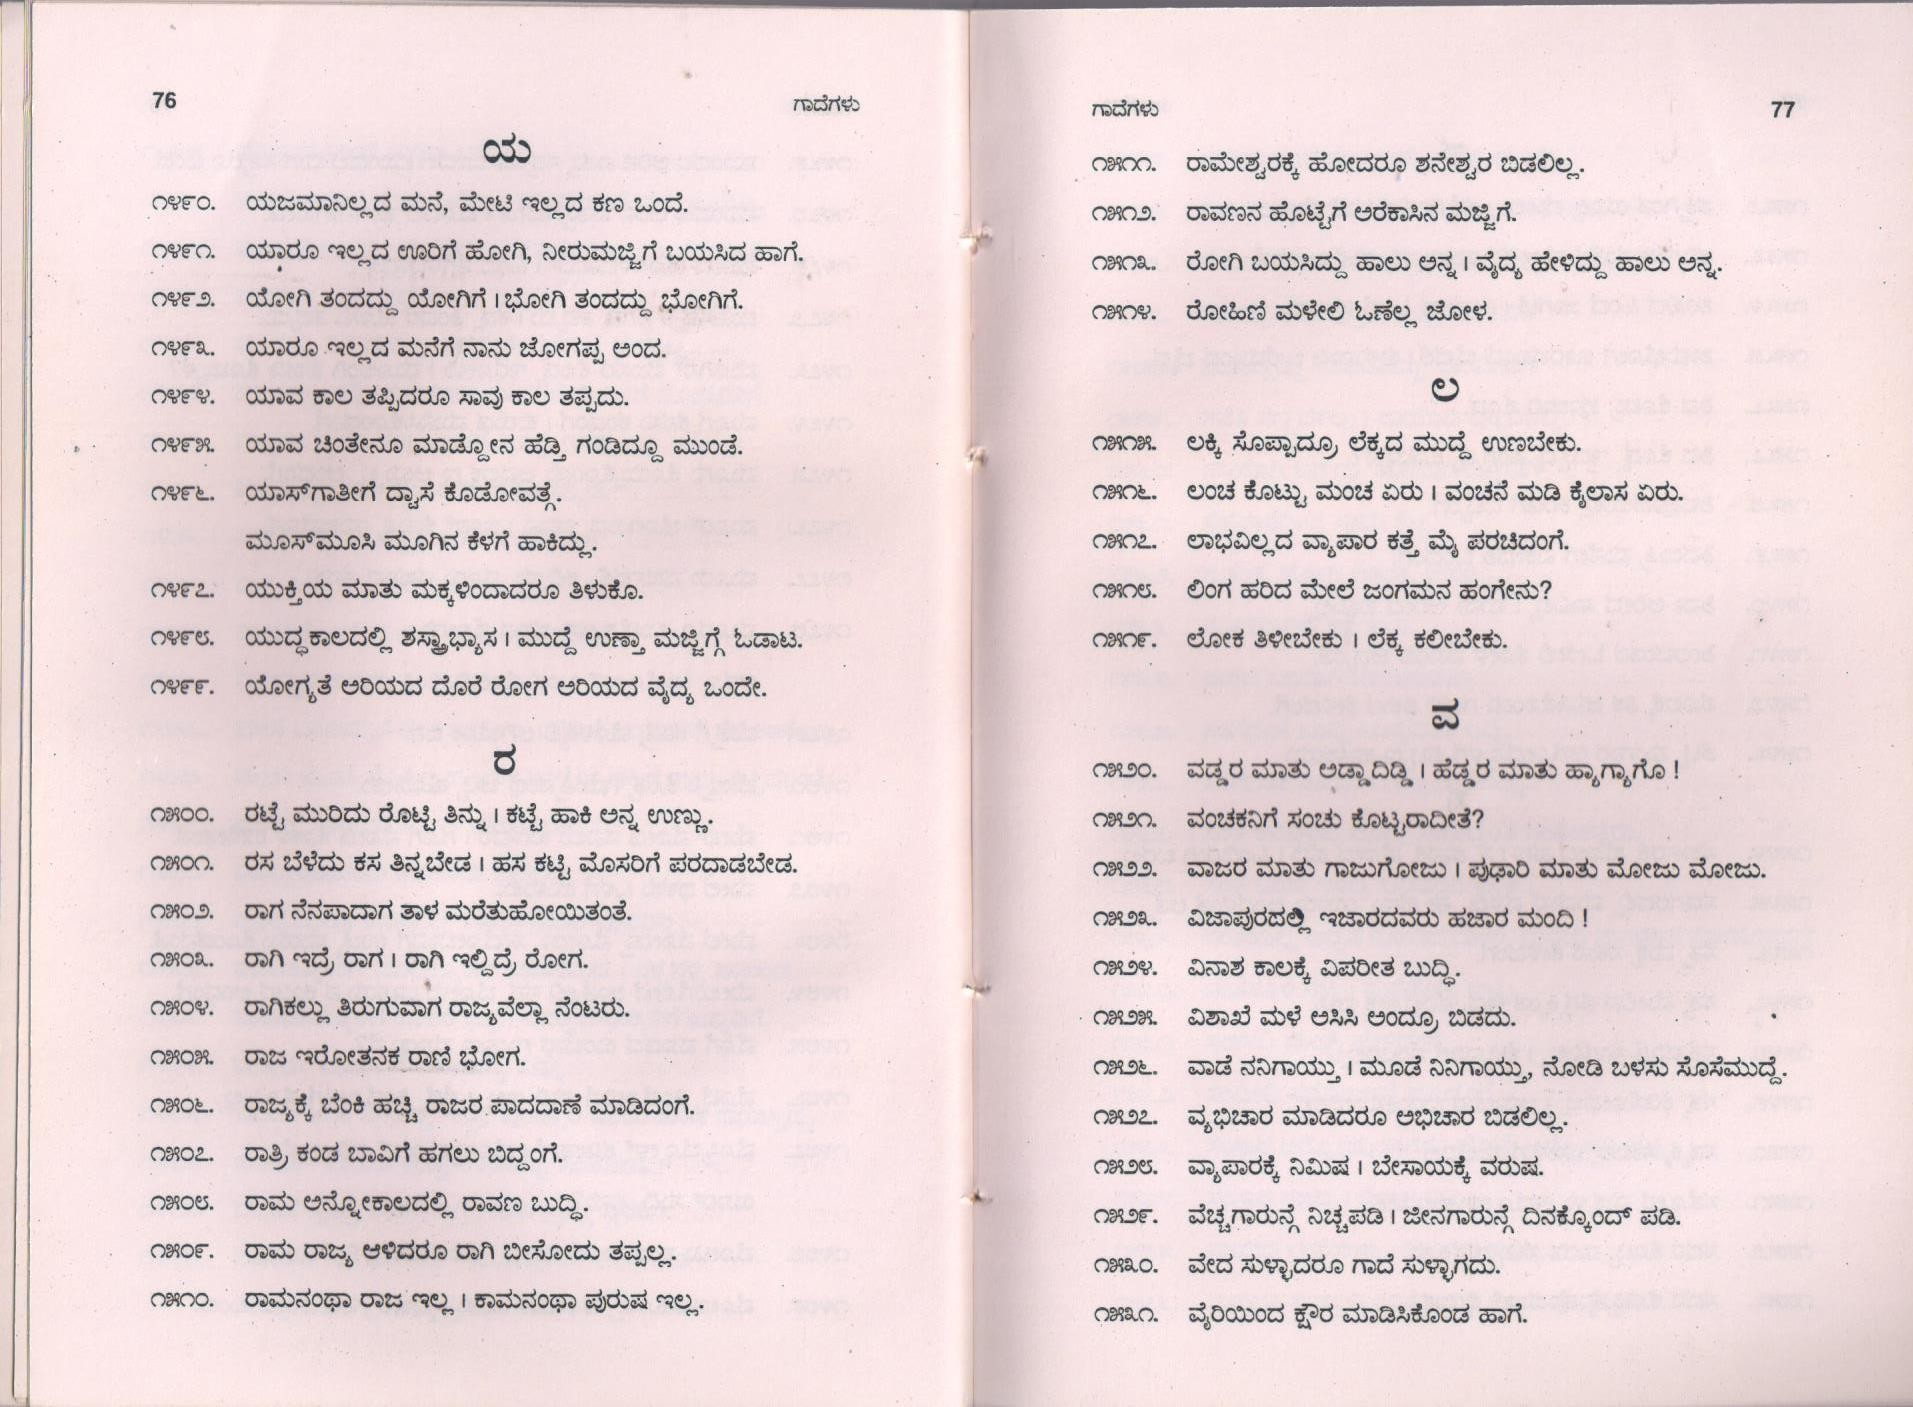 76
ಗಾದೆಗಳು
ಯ
೧೪೯೦. ಯಜಮಾನಿಲ್ಲದ ಮನೆ, ಮೇಟಿ ಇಲ್ಲದ ಕಣ ಒಂದೆ.
೧೪೯೧. ಯಾರೂ ಇಲ್ಲದ ಊರಿಗೆ ಹೋಗಿ, ನೀರುಮಜ್ಜಿಗೆ ಬಯಸಿದ ಹಾಗೆ.
೧೪೯೨. ಯೋಗಿ ತಂದದ್ದು ಯೋಗಿಗೆ । ಭೋಗಿ ತಂದದ್ದು ಭೋಗಿಗೆ.
೧೪೯೩. ಯಾರೂ ಇಲ್ಲದ ಮನೆಗೆ ನಾನು ಜೋಗಪ್ಪ ಅಂದ.
೧೪೯೪. ಯಾವ ಕಾಲ ತಪ್ಪಿದರೂ ಸಾವು ಕಾಲ ತಪ್ಪದು.
೧೪೯೫. ಯಾವ ಚಿಂತೇನೂ ಮಾಡ್ದೋನ ಹೆಡ್ತಿ ಗಂಡಿದ್ದೂ ಮುಂಡೆ.
೧೪೯೬. ಯಾಸ್‌ಗಾತೀಗೆ ದ್ವಾಸೆ ಕೊಡೋವತ್ಗೆ.
ಮೂಸ್‌ಮೂಸಿ ಮೂಗಿನ ಕೆಳಗೆ ಹಾಕಿದ್ಲು.
೧೪೯೭. ಯುಕ್ತಿಯ ಮಾತು ಮಕ್ಕಳಿಂದಾದರೂ ತಿಳುಕೊ.
೧೪೯೮. ಯುದ್ಧಕಾಲದಲ್ಲಿ ಶಸ್ತ್ರಾಭ್ಯಾಸ । ಮುದ್ದೆ ಉಣ್ತಾ ಮಜ್ಜಿಗ್ಗೆ ಓಡಾಟ.
೧೪೯೯. ಯೋಗ್ಯತೆ ಅರಿಯದ ದೊರೆ ರೋಗ ಅರಿಯದ ವೈದ್ಯ ಒಂದೇ.
ರ
೧೫೦೦. ರಟ್ಟೆ ಮುರಿದು ರೊಟ್ಟಿ ತಿನ್ನು । ಕಟ್ಟೆ ಹಾಕಿ ಅನ್ನ ಉಣ್ಣು.
೧೫೦೧. ರಸ ಬೆಳೆದು ಕಸ ತಿನ್ನಬೇಡ । ಹಸ ಕಟ್ಟಿ ಮೊಸರಿಗೆ ಪರದಾಡಬೇಡ.
೧೫೦೨. ರಾಗ ನೆನಪಾದಾಗ ತಾಳ ಮರೆತುಹೋಯಿತಂತೆ.
೧೫೦೩. ರಾಗಿ ಇದ್ರೆ ರಾಗ । ರಾಗಿ ಇಲ್ದಿದ್ರೆ ರೋಗ.
೧೫೦೪. ರಾಗಿಕಲ್ಲು ತಿರುಗುವಾಗ ರಾಜ್ಯವೆಲ್ಲಾ ನೆಂಟರು.
೧೫೦೫. ರಾಜ ಇರೋತನಕ ರಾಣಿ ಭೋಗ.
೧೫೦೬. ರಾಜ್ಯಕ್ಕೆ ಬೆಂಕಿ ಹಚ್ಚಿ ರಾಜರ ಪಾದದಾಣೆ ಮಾಡಿದಂಗೆ.
೧೫೦೭. ರಾತ್ರಿ ಕಂಡ ಬಾವಿಗೆ ಹಗಲು ಬಿದ್ದಂಗೆ.
೧೫೦೮. ರಾಮ ಅನ್ನೋಕಾಲದಲ್ಲಿ ರಾವಣ ಬುದ್ಧಿ.
೧೫೦೯. ರಾಮ ರಾಜ್ಯ ಆಳಿದರೂ ರಾಗಿ ಬೀಸೋದು ತಪ್ಪಲ್ಲ.
೧೫೧೦. ರಾಮನಂಥಾ ರಾಜ ಇಲ್ಲ । ಕಾಮನಂಥಾ ಪುರುಷ ಇಲ್ಲ.
ಗಾದೆಗಳು
77
೧೫೧೧. ರಾಮೇಶ್ವರಕ್ಕೆ ಹೋದರೂ ಶನೇಶ್ವರ ಬಿಡಲಿಲ್ಲ.
೧೫೧೨. ರಾವಣನ ಹೊಟ್ಟೆಗೆ ಅರೆಕಾಸಿನ ಮಜ್ಜಿಗೆ.
೧೫೧೩. ರೋಗಿ ಬಯಸಿದ್ದು ಹಾಲು ಅನ್ನ । ವೈದ್ಯ ಹೇಳಿದ್ದು ಹಾಲು ಅನ್ನ.
೧೫೧೪. ರೋಹಿಣಿ ಮಳೇಲಿ ಓಣೆಲ್ಲ ಜೋಳ.
ಲ
೧೫೧೫. ಲಕ್ಕಿ ಸೊಪ್ಪಾದ್ರೂ ಲೆಕ್ಕದ ಮುದ್ದೆ ಉಣಬೇಕು.
೧೫೧೬. ಲಂಚ ಕೊಟ್ಟು ಮಂಚ ಏರು । ವಂಚನೆ ಮಡಿ ಕೈಲಾಸ ಏರು.
೧೫೧೭. ಲಾಭವಿಲ್ಲದ ವ್ಯಾಪಾರ ಕತ್ತೆ ಮೈ ಪರಚಿದಂಗೆ.
೧೫೧೮. ಲಿಂಗ ಹರಿದ ಮೇಲೆ ಜಂಗಮನ ಹಂಗೇನು?
೧೫೧೯. ಲೋಕ ತಿಳೀಬೇಕು । ಲೆಕ್ಕ ಕಲೀಬೇಕು.
ವ
೧೫೨೦. ವಡ್ಡರ ಮಾತು ಅಡ್ಡಾದಿಡ್ಡಿ । ಹೆಡ್ಡರ ಮಾತು ಹ್ಯಾಗ್ಯಾಗೊ !
೧೫೨೧. ವಂಚಕನಿಗೆ ಸಂಚು ಕೊಟ್ಟರಾದೀತೆ?
೧೫೨೨. ವಾಜರ ಮಾತು ಗಾಜುಗೋಜು । ಪುಢಾರಿ ಮಾತು ಮೋಜು ಮೋಜು.
೧೫೨೩. ವಿಜಾಪುರದಲ್ಲಿ ಇಜಾರದವರು ಹಜಾರ ಮಂದಿ !
೧೫೨೪. ವಿನಾಶ ಕಾಲಕ್ಕೆ ವಿಪರೀತ ಬುದ್ಧಿ.
೧೫೨೫. ವಿಶಾಖೆ ಮಳೆ ಅಸಿಸಿ ಅಂದ್ರೂ ಬಿಡದು.
೧೫೨೬. ವಾಡೆ ನನಿಗಾಯ್ತು । ಮೂಡೆ ನಿನಿಗಾಯ್ತು, ನೋಡಿ ಬಳಸು ಸೊಸೆಮುದ್ದೆ.
೧೫೨೭. ವ್ಯಭಿಚಾರ ಮಾಡಿದರೂ ಅಭಿಚಾರ ಬಿಡಲಿಲ್ಲ.
೧೫೨೮. ವ್ಯಾಪಾರಕ್ಕೆ ನಿಮಿಷ । ಬೇಸಾಯಕ್ಕೆ ವರುಷ.
೧೫೨೯. ವೆಚ್ಚಗಾರುನ್ಗೆ ನಿಚ್ಚಪಡಿ । ಜೀನಗಾರುನ್ಗೆ ದಿನಕ್ಕೊಂದ್ ಪಡಿ.
೧೫೩೦. ವೇದ ಸುಳ್ಳಾದರೂ ಗಾದೆ ಸುಳ್ಳಾಗದು.
೧೫೩೧. ವೈರಿಯಿಂದ ಕ್ಷೌರ ಮಾಡಿಸಿಕೊಂಡ ಹಾಗೆ.